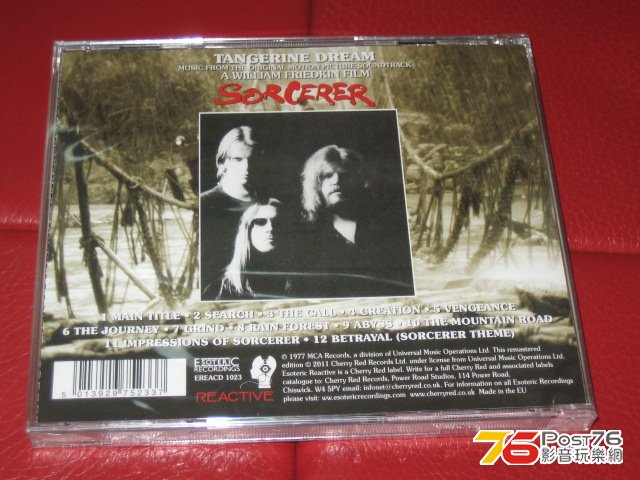 TANGERINE DREAM
MUSIC FROM THE ORIGINAL MOTION PICTURE SOUNDTRACK
A WILLIAM FRIEDKIN FILM
SORCERER
1 MAIN TITLE • 2 SEARCH • 3 THE CALL • 4 CREATION • 5 VENGEANCE
6 THE JOURNEY • 7 GRIND • 8 RAIN FOREST • 9 ABYSS • 10 THE MOUNTAIN ROAD
11 IMPRESSIONS OF SORCERER • 12 BETRAYAL (SORCERER THEME)
5 013929 752337
ESOTERIC
RECORDINGS
EREACD 1023
REACTIVE
℗ 1977 MCA Records, a division of Universal Music Operations Ltd. This remastered
edition © 2011 Cherry Red Records Ltd. under license from Universal Music Operations Ltd.
Esoteric Reactive is a Cherry Red label. Write for a full Cherry Red and associated labels
catalogue to: Cherry Red Records, Power Road Studios, 114 Power Road,
Chiswick. W4 5PY email: infonet@cherryred.co.uk. For information on all Esoteric Recordings
please visit: ww.esotericrecordings.com • www.cherryred.co.uk Made in the EU
76 Post76
影音玩樂網